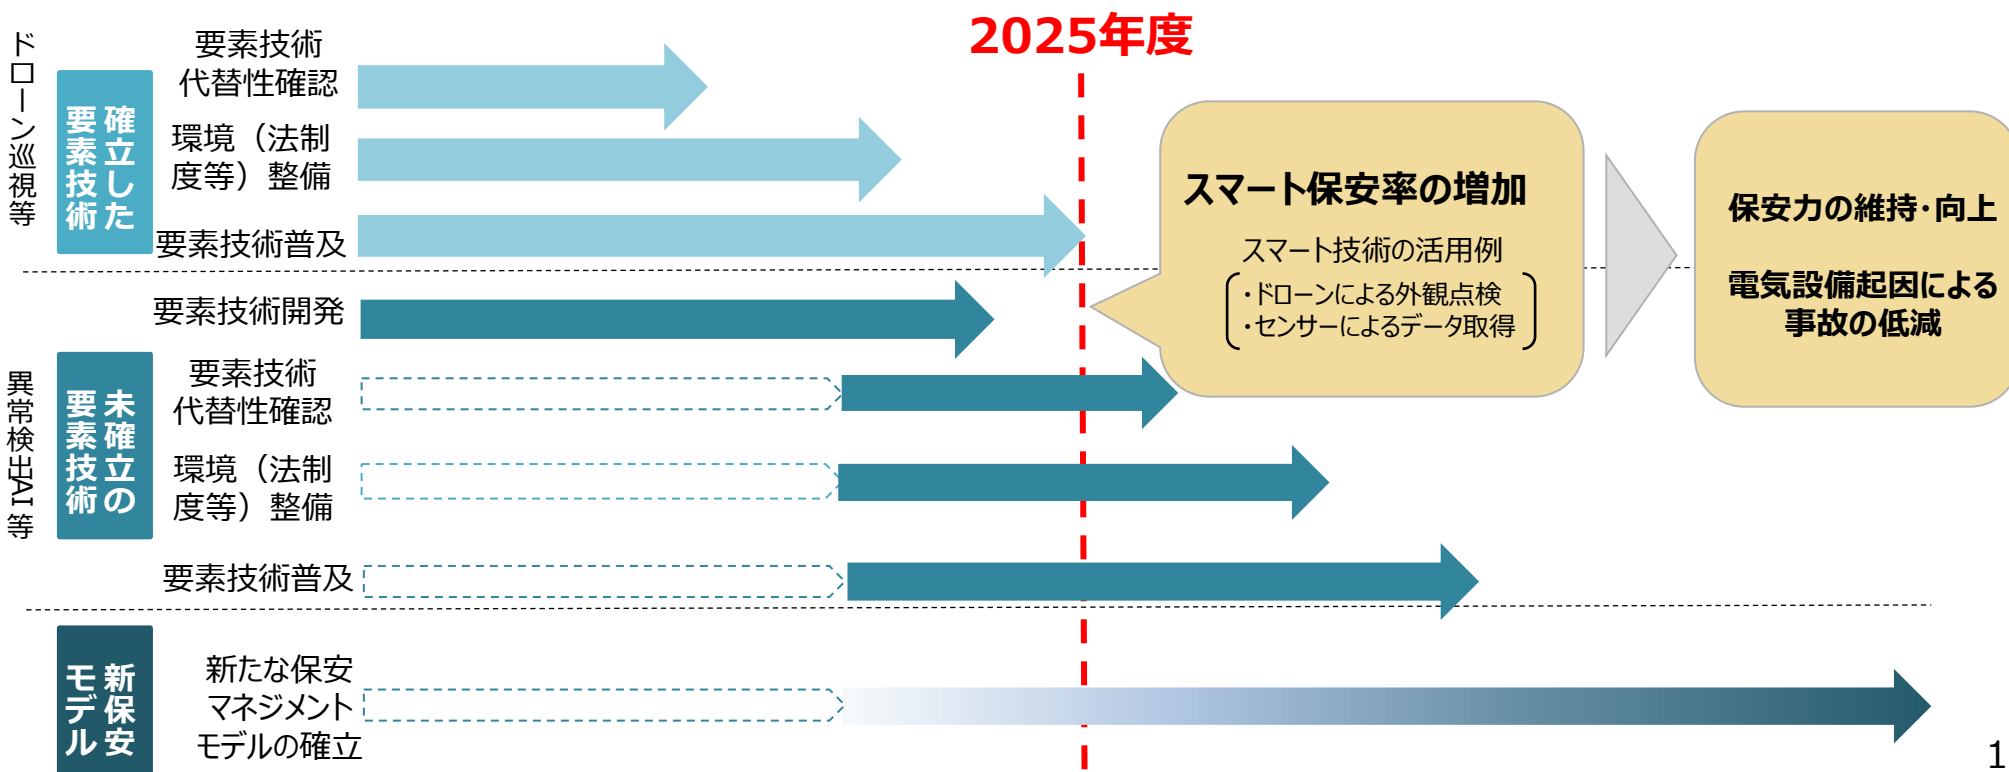 2025年度
ドローン巡視等
確立した
要素技術
要素技術
代替性確認
環境（法制
度等）整備
要素技術普及
スマート保安率の増加
スマート技術の活用例
・ドローンによる外観点検
・センサーによるデータ取得
保安力の維持・向上
電気設備起因による
事故の低減
異常検出AI等
未確立の
要素技術
要素技術開発
要素技術
代替性確認
環境（法制
度等）整備
要素技術普及
新保安
モデル
新たな保安
マネジメント
モデルの確立
1